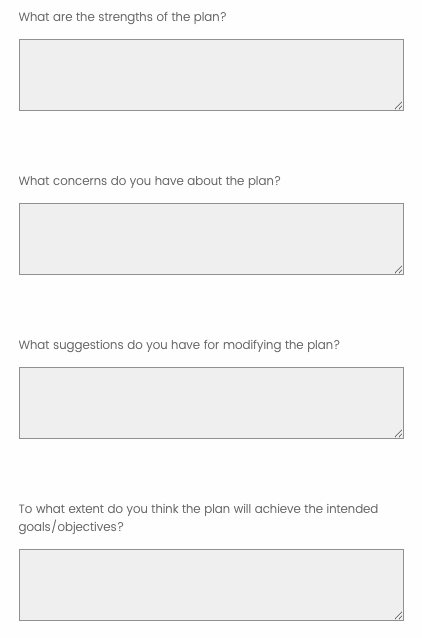 What are the strengths of the plan?
What concerns do you have about the plan?
What suggestions do you have for modifying the plan?
To what extent do you think the plan will achieve the intended
goals/objectives?